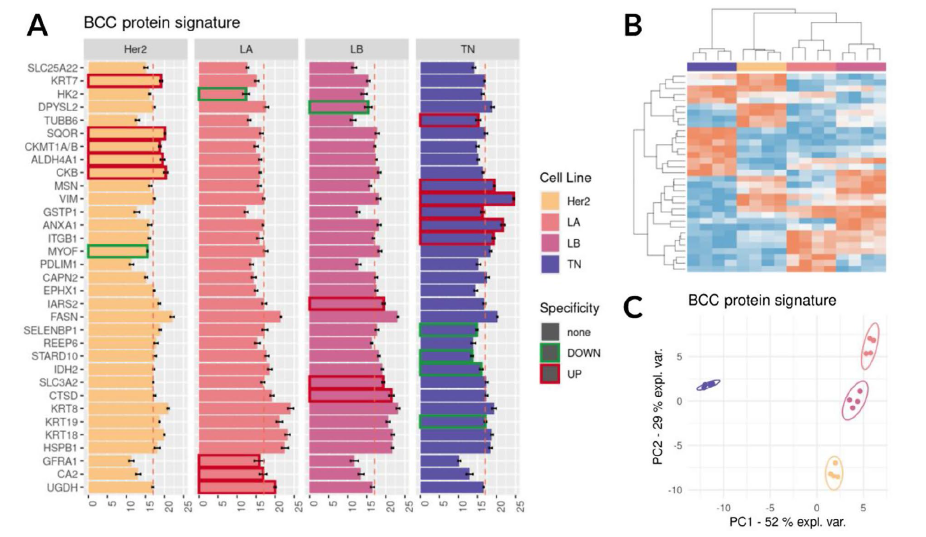 A
BCC protein signature
Her2
LA
LB
TN
SLC25A22
KRT7
HK2
DPYSL2
TUBB6
SQOR
CKMT1A/B
ALDH4A1
CKB
MSN
VIM
GSTP1
ANXA1
ITGB1
MYOF
PDLIM1
CAPN2
EPHX1
IARS2
FASN
SELENBP1
REEP6
STARD10
IDH2
SLC3A2
CTSD
KRT8
KRT19
KRT18
HSPB1
GFRA1
CA2
UGDH
0 5 10 15 20 25
0 5 10 15 20 25
0 5 10 15 20 25
0 5 10 15 20 25
Cell Line
Her2
LA
LB
TN
Specificity
none
DOWN
UP
B
C
BCC protein signature
PC2 - 29 % expl. var.
5
0
-5
-10
-10 -5 0 5
PC1 - 52 % expl. var.